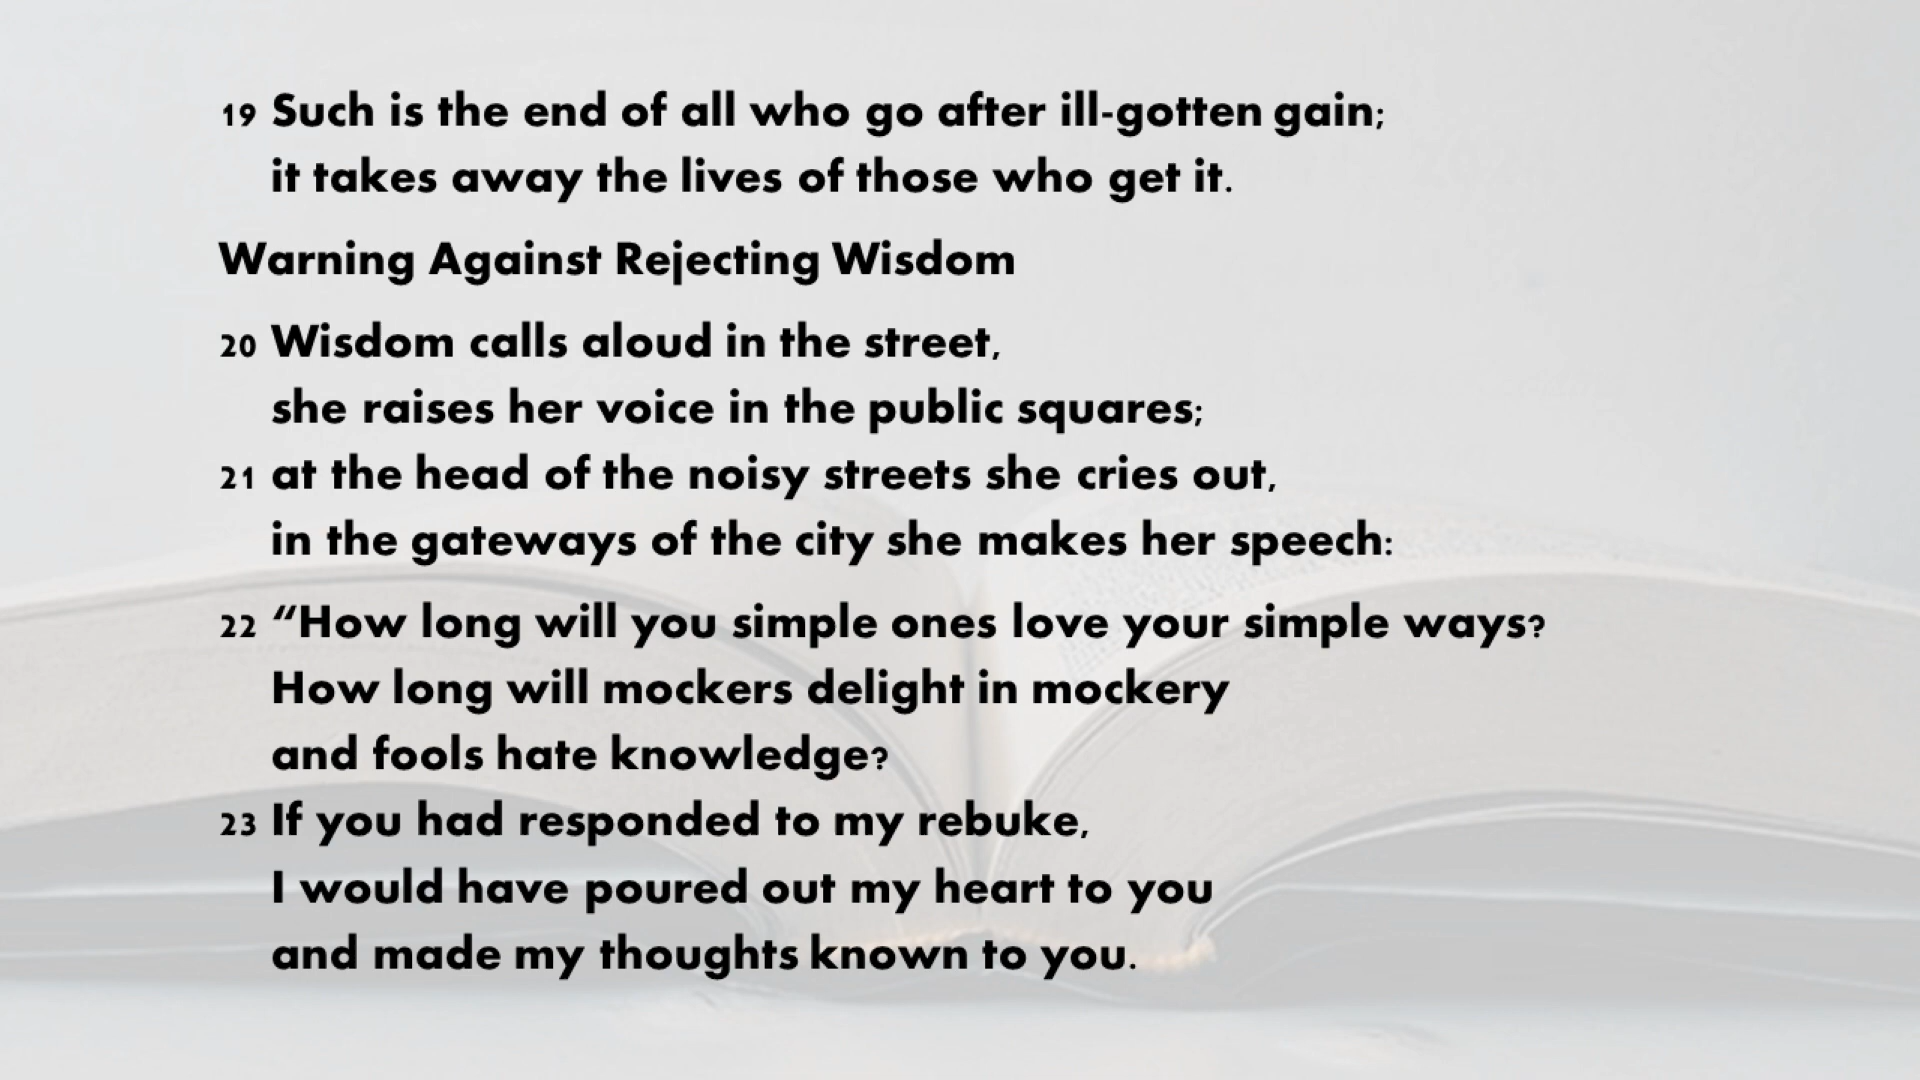 19 Such is the end of all who go after ill-gotten gain;
it takes away the lives of those who get it.
Warning Against Rejecting Wisdom
20 Wisdom calls aloud in the street,
she raises her voice in the public squares;
21 at the head of the noisy streets she cries out,
in the gateways of the city she makes her speech:
22 “How long will you simple ones love your simple ways?
How long will mockers delight in mockery
and fools hate knowledge?
23 If you had responded to my rebuke,
I would have poured out my heart to you
and made my thoughts known to you.